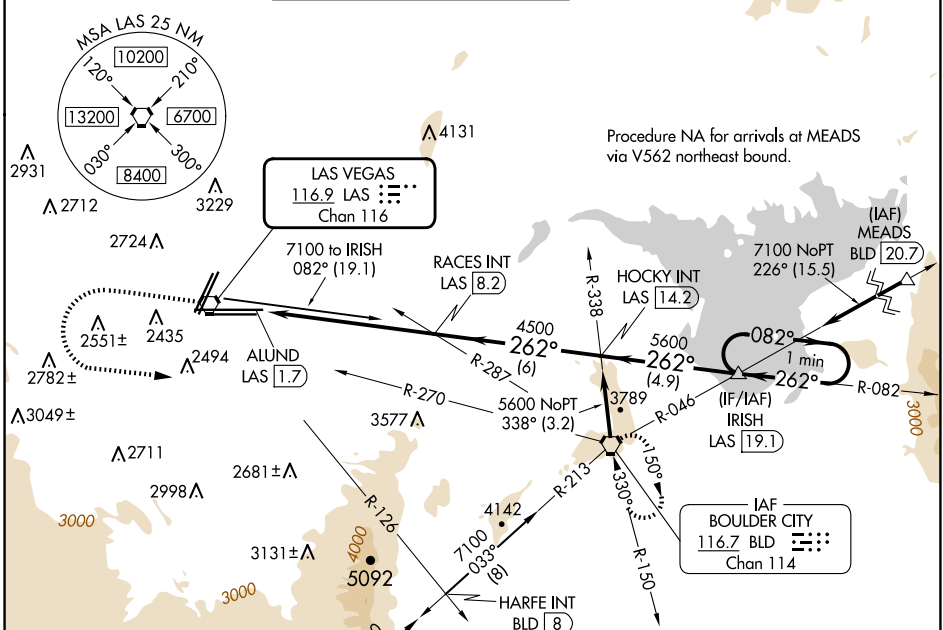 MSA LAS 25 NM
10200
120°
210°
13200
6700
030°
300°
8400
2931
2712
3229
2724
4131
Procedure NA for arrivals at MEADS
via V562 northeast bound.
LAS VEGAS
116.9 LAS
Chan 116
(IAF)
MEADS
BLD 20.7
7100 NoPT
226° (15.5)
7100 to IRISH
082° (19.1)
RACES INT
LAS 8.2
HOCKY INT
LAS 14.2
R-338
4500
262°
(6)
5600
262°
(4.9)
082°
1 min
262°
R-082
2551±
2435
2494
2782±
ALUND
LAS 1.7
R-287
R-270
5600 NoPT
338° (3.2)
3789
R-046
(IF/IAF)
IRISH
LAS 19.1
3000
3049±
3577
2711
2681±
2998
R-213
150°
330°
IAF
BOULDER CITY
116.7 BLD
Chan 114
R-126
4142
7100
033°
(8)
R-150
3000
3131±
4000
5092
3000
HARFE INT
BLD 8